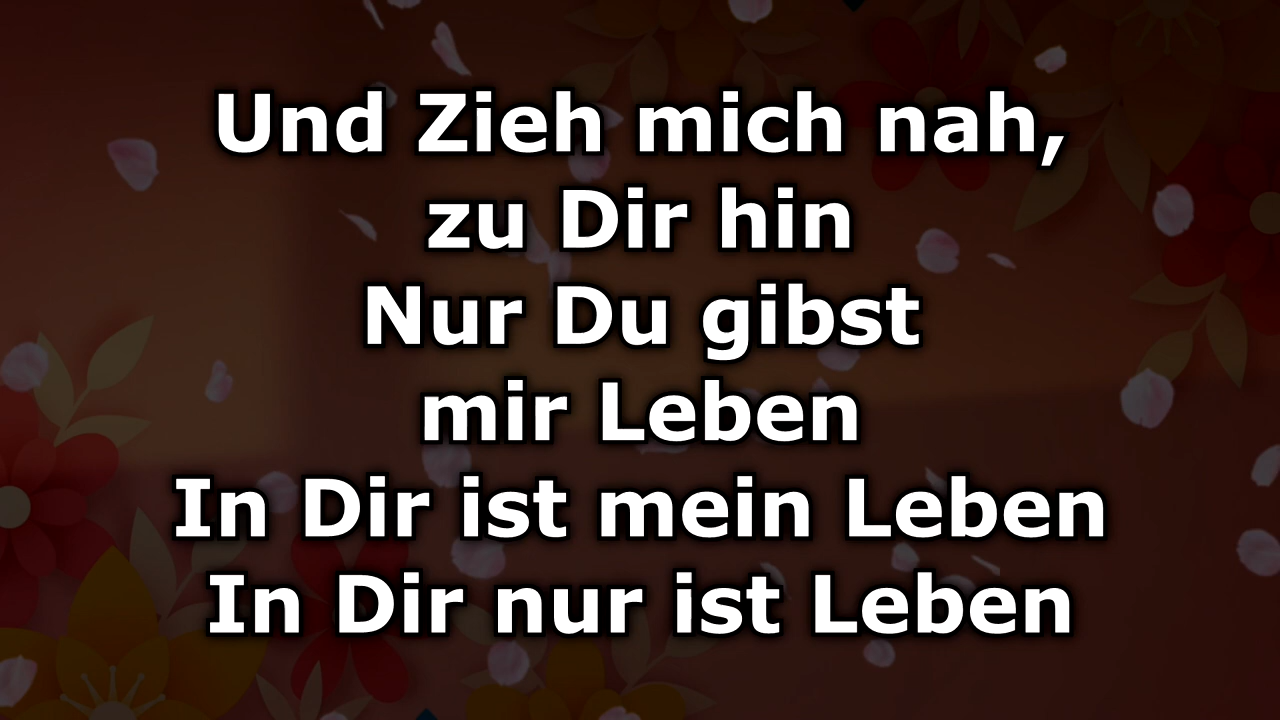 Und Zieh mich nah,
zu Dir hin
Nur Du gibst
mir Leben
In Dir ist mein Leben
In Dir nur ist Leben